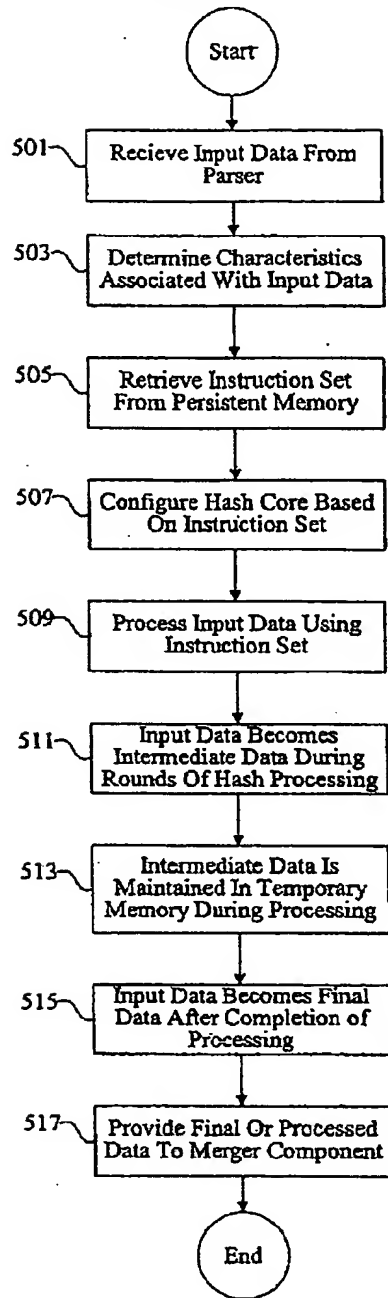 Start
501
Recieve Input Data From
Parser
503
Determine Characteristics
Associated With Input Data
505
Retrieve Instruction Set
From Persistent Memory
507
Configure Hash Core Based
On Instruction Set
509
Process Input Data Using
Instruction Set
511
Input Data Becomes
Intermediate Data During
Rounds Of Hash Processing
513
Intermediate Data Is
Maintained In Temporary
Memory During Processing
515
Input Data Becomes Final
Data After Completion of
Processing
517
Provide Final Or Processed
Data To Merger Component
End